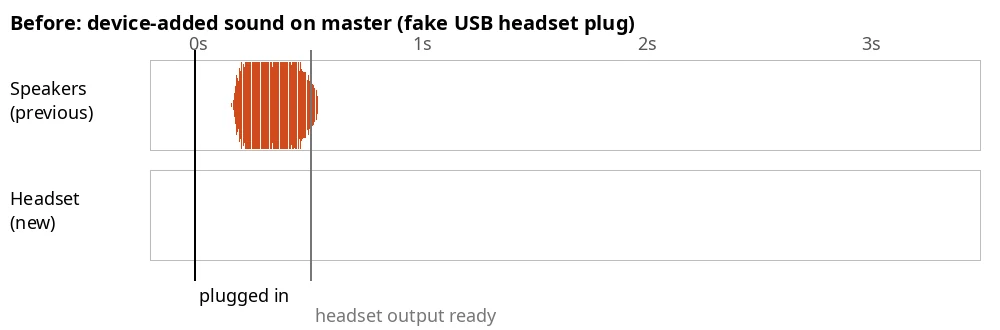 Before: device-added sound on master (fake USB headset plug)
0s 1s 2s 3s
Speakers
(previous)
Headset
(new)
plugged in
headset output ready